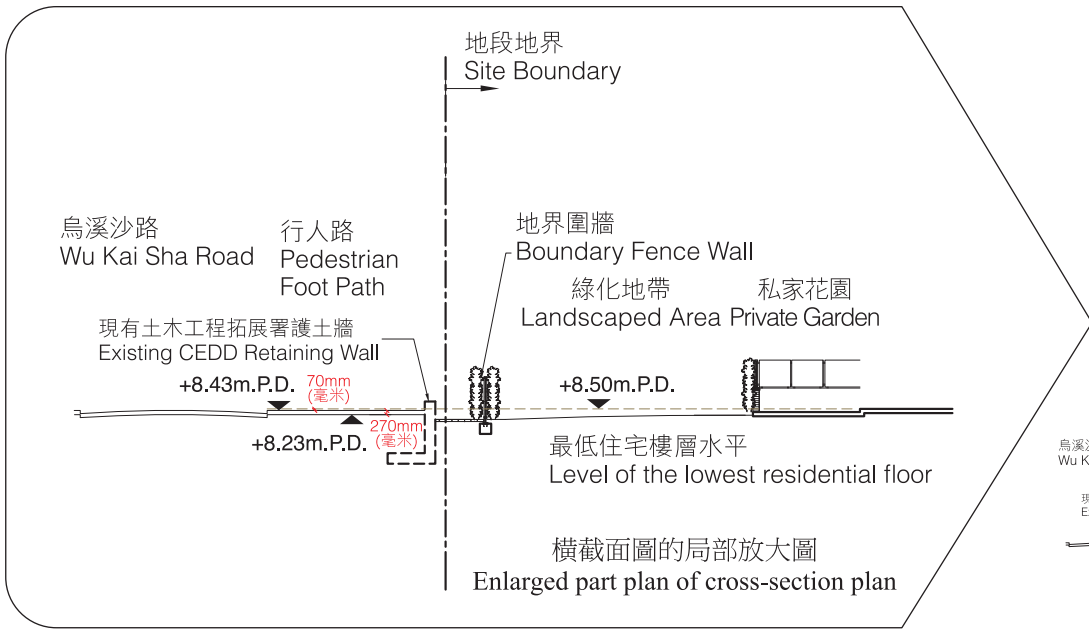 地段地界
Site Boundary
烏溪沙路
Wu Kai Sha Road
行人路
Pedestrian
Foot Path
地界圍牆
Boundary Fence Wall
綠化地帶
Landscaped Area
私家花園
Private Garden
現有土木工程拓展署護土牆
Existing CEDD Retaining Wall
+8.43m.P.D.
70mm
(毫米)
+8.50m.P.D.
+8.23m.P.D.
270mm
(毫米)
最低住宅樓層水平
Level of the lowest residential floor
橫截面圖的局部放大圖
Enlarged part plan of cross-section plan
烏溪沙
Wu K
現
E